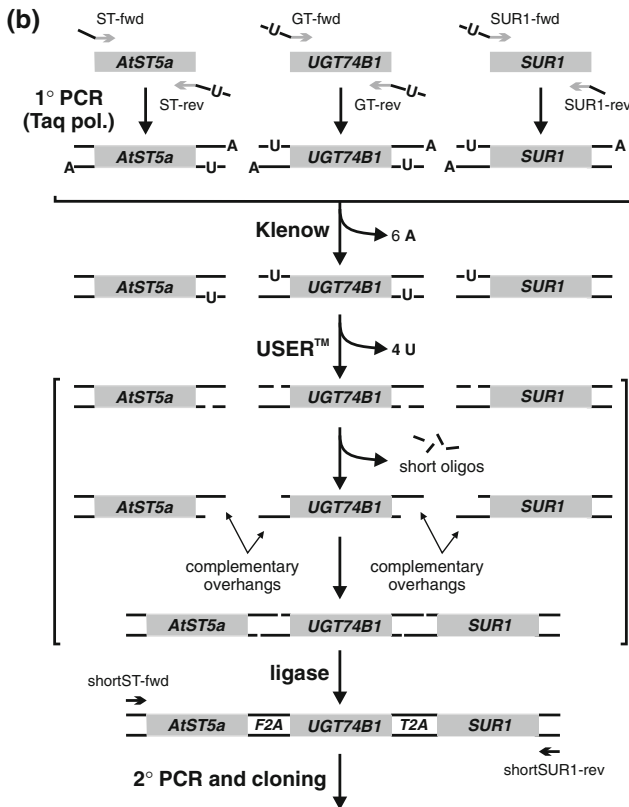 (b)
ST-fwd
GT-fwd
SUR1-fwd
U
U
AtST5a
UGT74B1
SUR1
U
U
ST-rev
GT-rev
SUR1-rev
1° PCR
(Taq pol.)
A
U
A
U
A
AtST5a
UGT74B1
SUR1
A
U
A
U
A
Klenow
6 A
U
U
AtST5a
UGT74B1
SUR1
U
U
USER™
4 U
AtST5a
UGT74B1
SUR1
short oligos
AtST5a
UGT74B1
SUR1
complementary
overhangs
complementary
overhangs
AtST5a
UGT74B1
SUR1
ligase
shortST-fwd
AtST5a
F2A
UGT74B1
T2A
SUR1
shortSUR1-rev
2° PCR and cloning